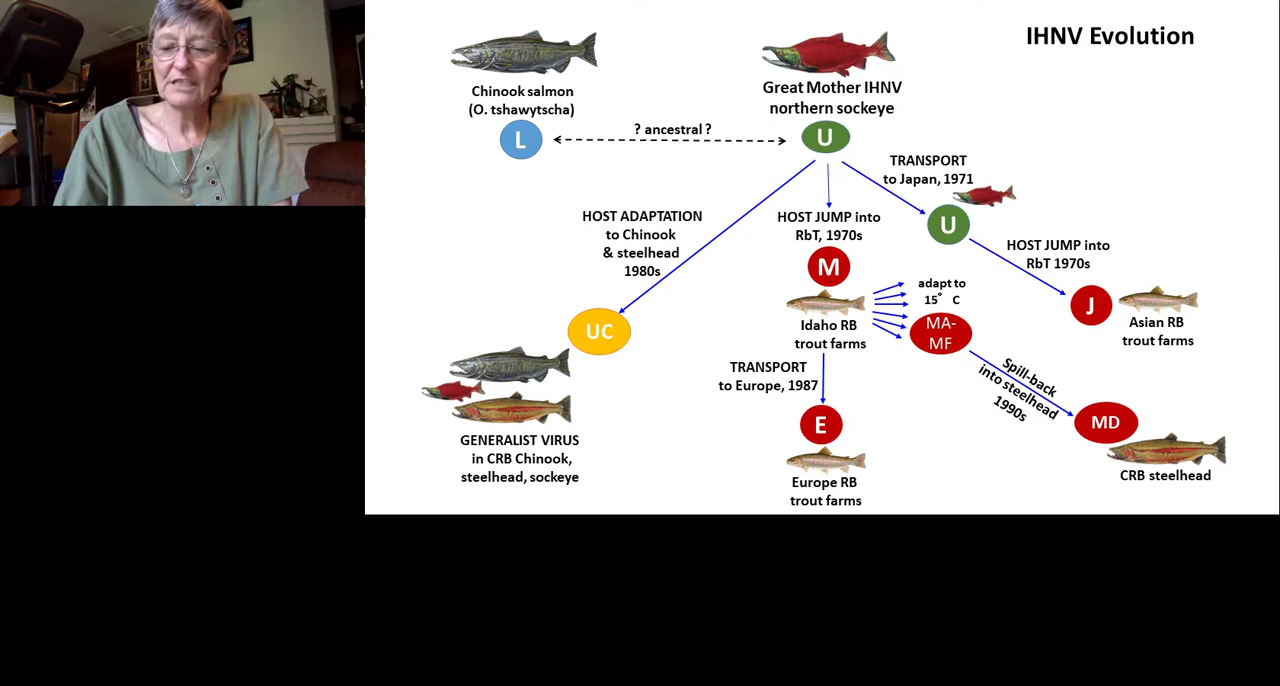 IHNV Evolution
Chinook salmon
(O. tshawytscha)
L
? ancestral ?
Great Mother IHNV
northern sockeye
U
TRANSPORT
to Japan, 1971
U
HOST ADAPTATION
to Chinook
& steelhead
1980s
HOST JUMP into
RbT, 1970s
M
HOST JUMP into
RbT 1970s
J
Asian RB
trout farms
adapt to
15° C
MA-
MF
Idaho RB
trout farms
UC
TRANSPORT
to Europe, 1987
Spill-back
into steelhead
1990s
E
MD
GENERALIST VIRUS
in CRB Chinook,
steelhead, sockeye
Europe RB
trout farms
CRB steelhead